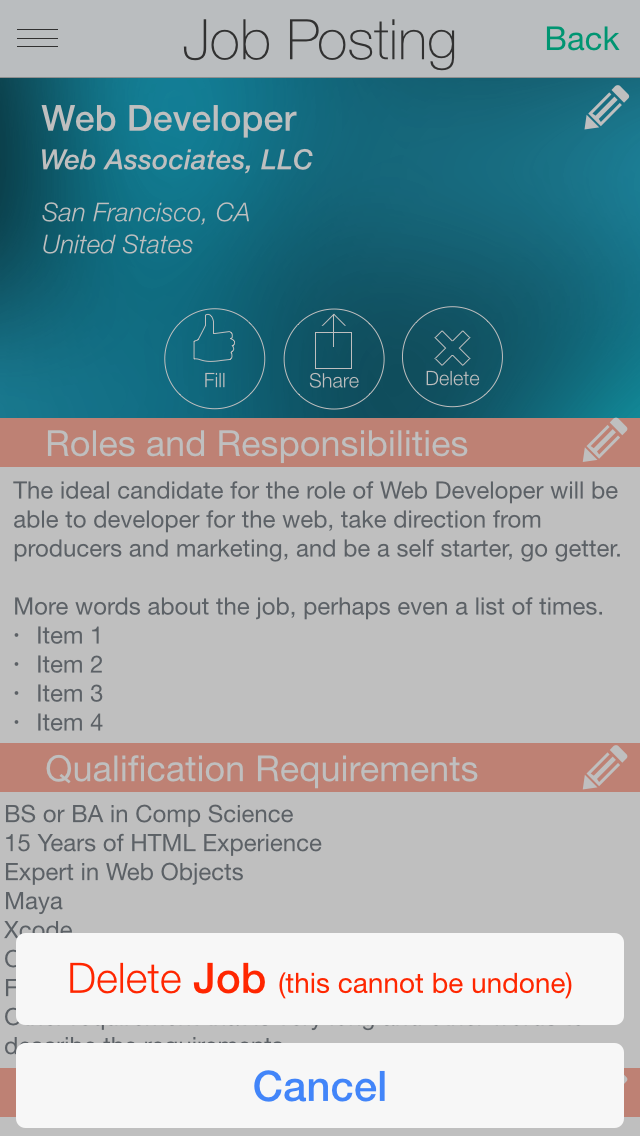 Job Posting
Back
Web Developer
Web Associates, LLC
San Francisco, CA
United States
Fill
Share
Delete
Roles and Responsibilities
The ideal candidate for the role of Web Developer will be
able to developer for the web, take direction from
producers and marketing, and be a self starter, go getter.
More words about the job, perhaps even a list of times.
• Item 1
• Item 2
• Item 3
• Item 4
Qualification Requirements
BS or BA in Comp Science
15 Years of HTML Experience
Expert in Web Objects
Maya
Xcode
describe the requirements
Delete Job (this cannot be undone)
Cancel